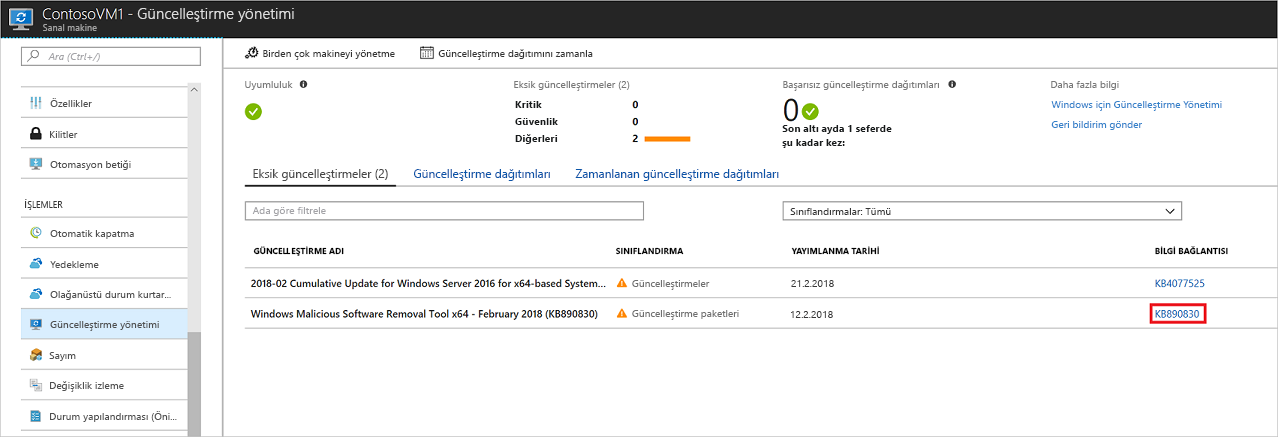 ContosoVM1 - Güncelleştirme yönetimi
Sanal makine
Ara (Ctrl+/)
Özellikler
Kilitler
Otomasyon betiği
İŞLEMLER
Otomatik kapatma
Yedekleme
Olağanüstü durum kurtar...
Güncelleştirme yönetimi
Sayım
Değişiklik izleme
Durum yapılandırması (Öni...
Birden çok makineyi yönetme
Güncelleştirme dağıtımını zamanla
Uyumluluk
Eksik güncelleştirmeler (2)
Kritik 0
Güvenlik 0
Diğerleri 2
Başarısız güncelleştirme dağıtımları
0
Son altı ayda 1 seferde
şu kadar kez:
Daha fazla bilgi
Windows için Güncelleştirme Yönetimi
Geri bildirim gönder
Eksik güncelleştirmeler (2) Güncelleştirme dağıtımları Zamanlanan güncelleştirme dağıtımları
Ada göre filtrele
Sınıflandırmalar: Tümü
GÜNCELLEŞTİRME ADI SINIFLANDIRMA YAYIMLANMA TARİHİ BİLGİ BAĞLANTISI
2018-02 Cumulative Update for Windows Server 2016 for x64-based System... Güncelleştirmeler 21.2.2018 KB4077525
Windows Malicious Software Removal Tool x64 - February 2018 (KB890830) Güncelleştirme paketleri 12.2.2018 KB890830